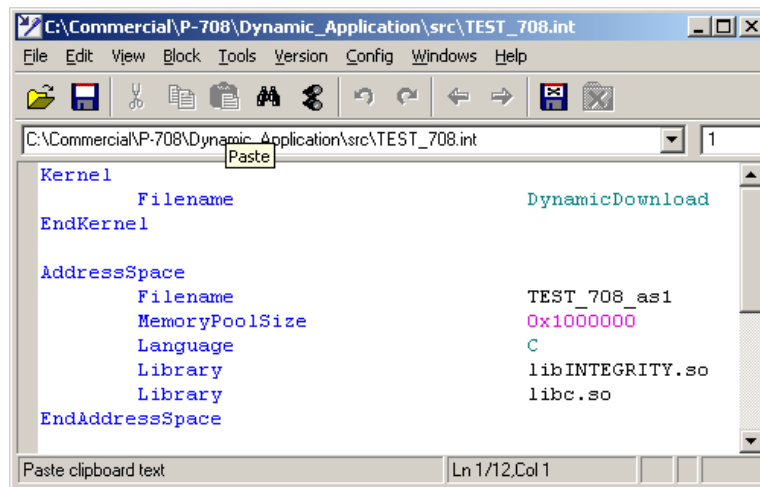 C:\Commercial\P-708\Dynamic_Application\src\TEST_708.int
File Edit View Block Tools Version Config Windows Help
C:\Commercial\P-708\Dynamic_Application\src\TEST_708.int 1
Paste
Kernel
Filename DynamicDownload
EndKernel
AddressSpace
Filename TEST_708_as1
MemoryPoolSize 0x1000000
Language C
Library libINTEGRITY.so
Library libc.so
EndAddressSpace
Paste clipboard text Ln 1/12,Col 1